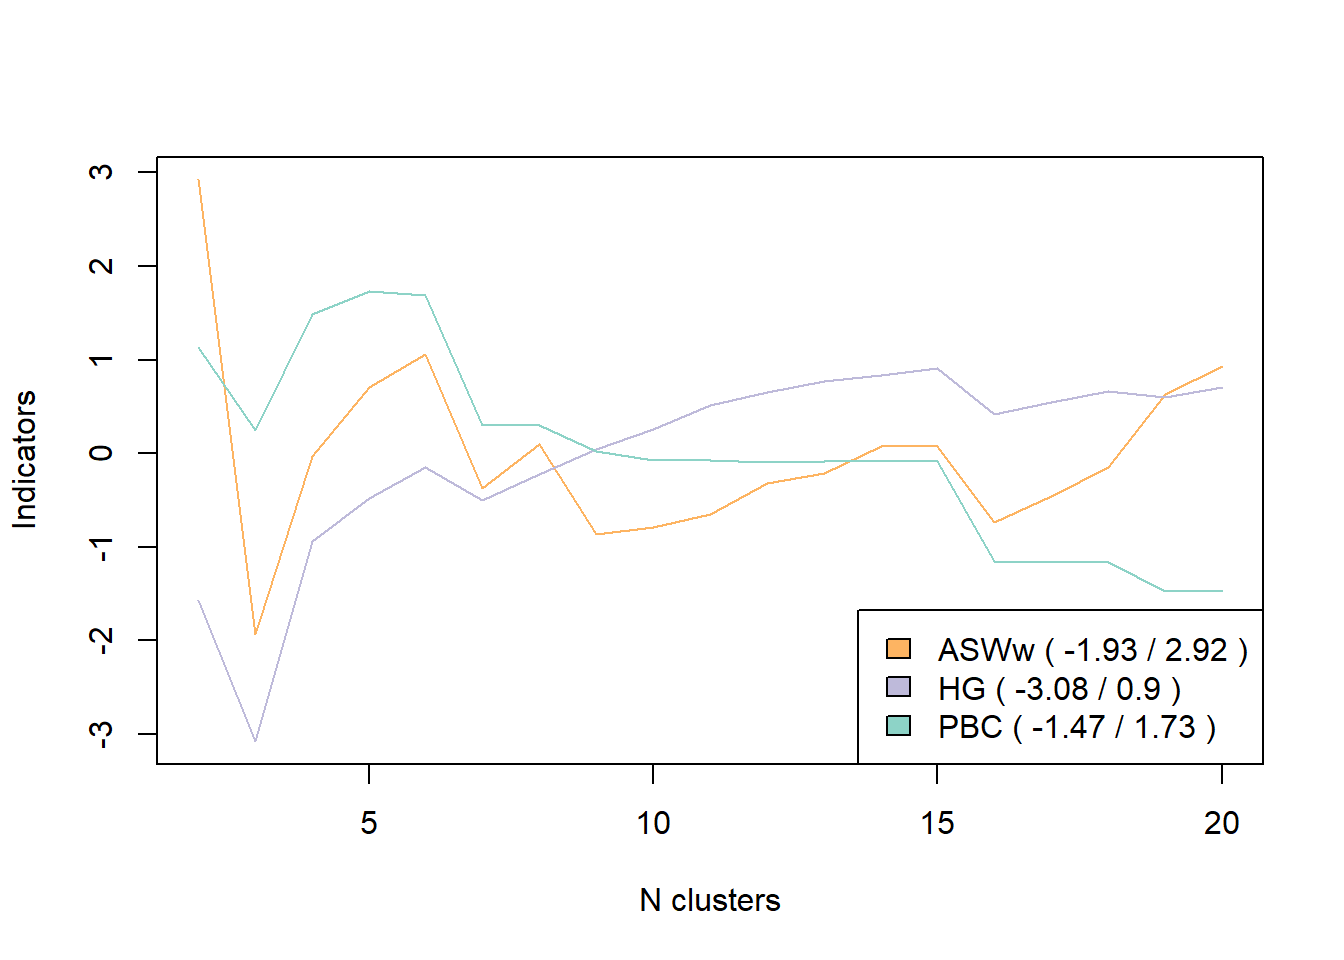 3
2
1
0
-1
-2
-3
Indicators
ASWw ( -1.93 / 2.92 )
HG ( -3.08 / 0.9 )
PBC ( -1.47 / 1.73 )
5 10 15 20
N clusters